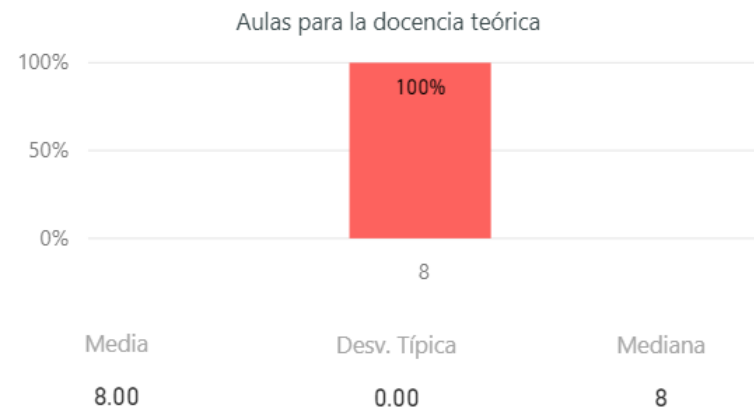 Aulas para la docencia teórica
100%
100%
50%
0%
8
Media Desv. Típica Mediana
8.00 0.00 8